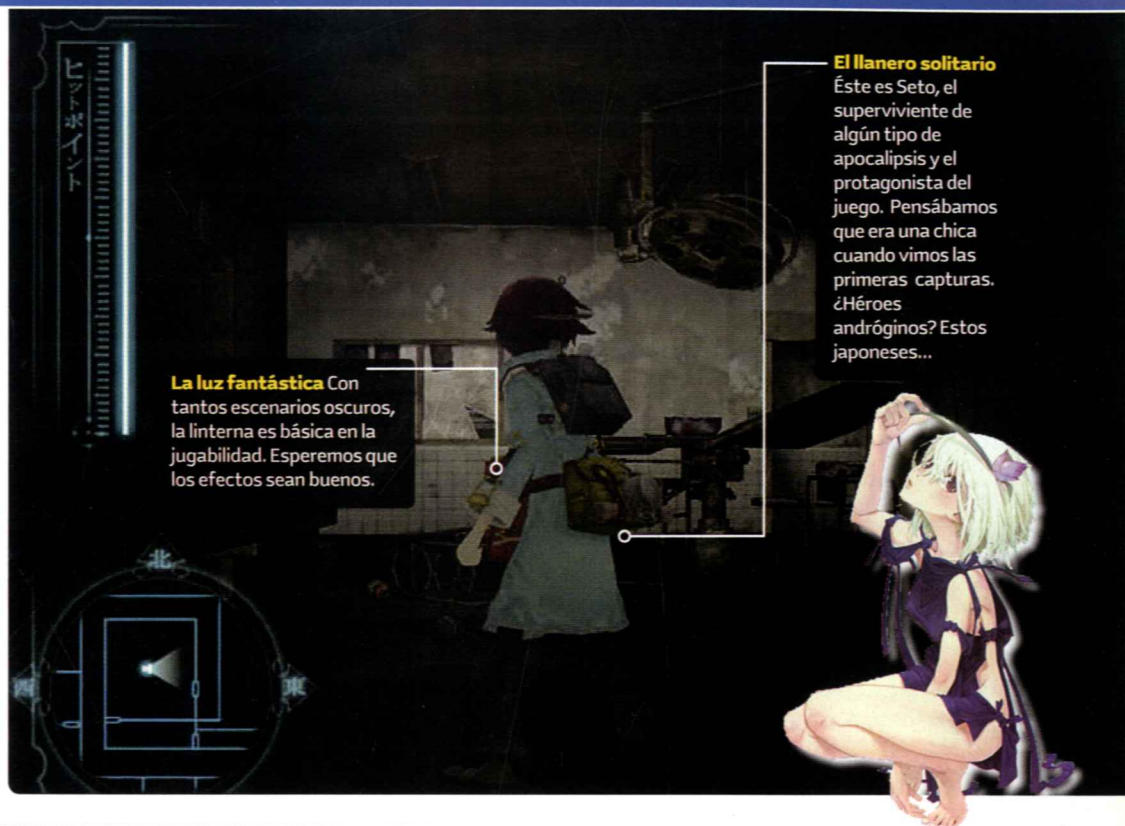 ヒットポイント
El llanero solitario
Éste es Seto, el
superviviente de
algún tipo de
apocalipsis y el
protagonista del
juego. Pensábamos
que era una chica
cuando vimos las
primeras capturas.
¿Héroes
andróginos? Estos
japoneses...
La luz fantástica Con
tantos escenarios oscuros,
la linterna es básica en la
jugabilidad. Esperemos que
los efectos sean buenos.
北
西
東